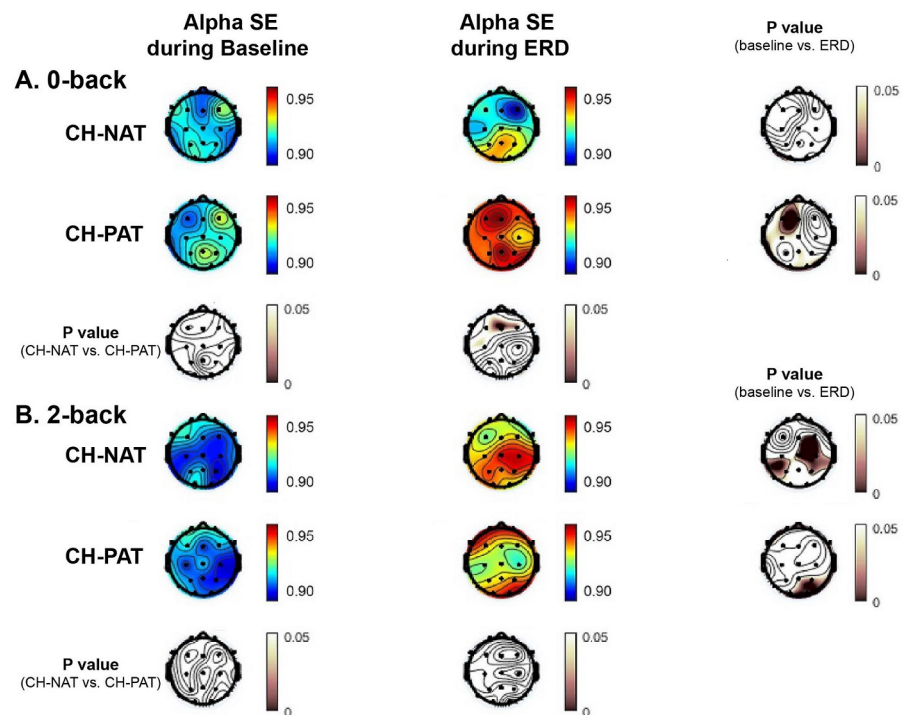 Alpha SE
during Baseline
Alpha SE
during ERD
P value
(baseline vs. ERD)
A. 0-back
CH-NAT
0.95
0.90
0.95
0.90
0.05
0
CH-PAT
0.95
0.90
0.95
0.90
0.05
0
P value
(CH-NAT vs. CH-PAT)
0.05
0
0.05
0
P value
(baseline vs. ERD)
B. 2-back
CH-NAT
0.95
0.90
0.95
0.90
0.05
0
CH-PAT
0.95
0.90
0.95
0.90
0.05
0
P value
(CH-NAT vs. CH-PAT)
0.05
0
0.05
0